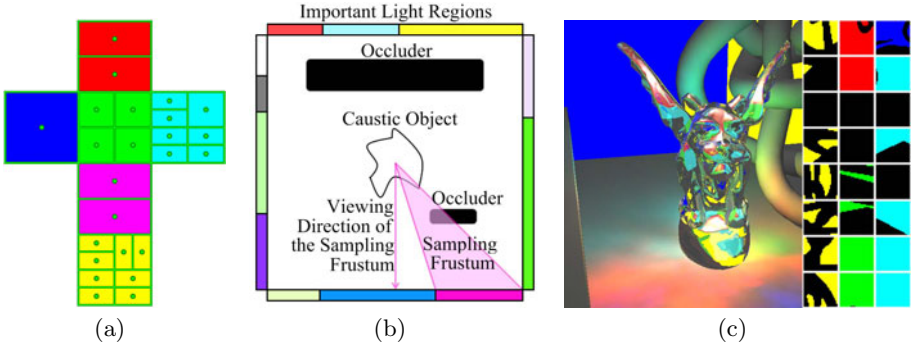 Important Light Regions
Occluder
Caustic Object
Occluder
Viewing
Direction of
the Sampling
Frustum
Sampling
Frustum
(a)
(b)
(c)